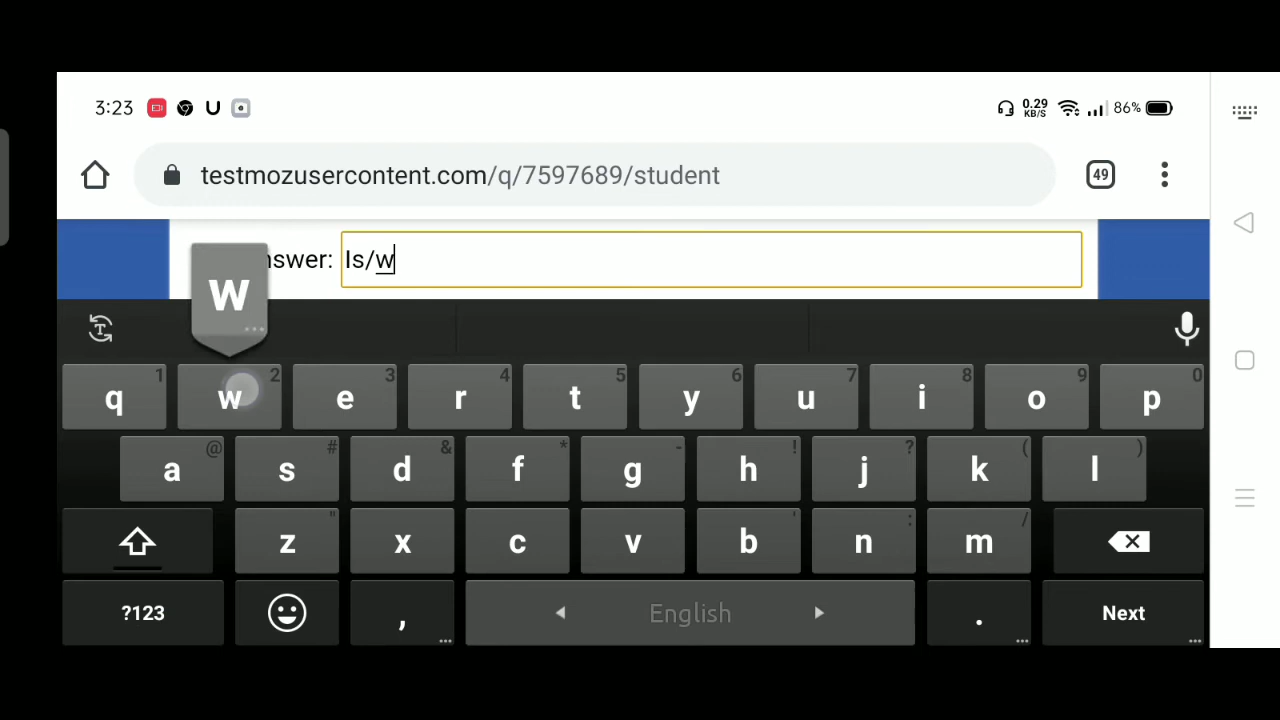 3:23 U 0.29 KB/S 86%
testmozusercontent.com/q/7597689/student 49
nswer: Is/w
W
1 2 3 4 5 6 7 8 9 0
q w e r t y u i o p
@ # & * - ! ? ( )
a s d f g h j k l
" ' : /
z x c v b n m
?123 , English . Next